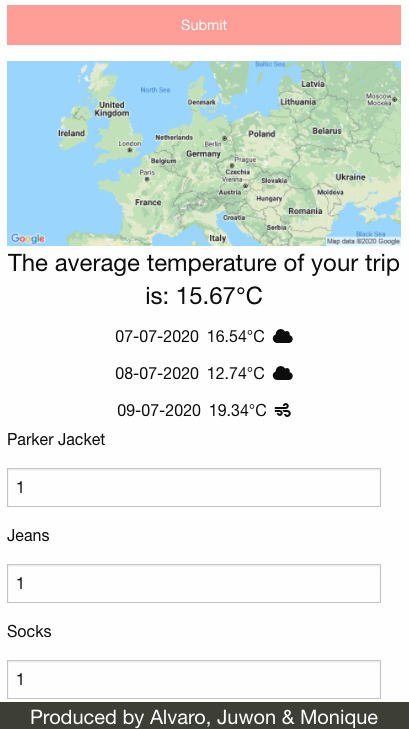 Submit
Baltic Sea
North Sea
Latvia
Moscow
Москва
United
Kingdom
Denmark
Lithuania
Ireland
Netherlands
Berlin
Poland
Belarus
London
Belgium
Germany
Paris
Prague
Czechia
Vienna
Slovakia
Ukraine
Austria
France
Hungary
Moldova
Croatia
Romania
Serbia
Italy
Black Sea
Google
Map data ©2020 Google
The average temperature of your trip
is: 15.67°C
07-07-2020 16.54°C
08-07-2020 12.74°C
09-07-2020 19.34°C
Parker Jacket
1
Jeans
1
Socks
1
Produced by Alvaro, Juwon & Monique